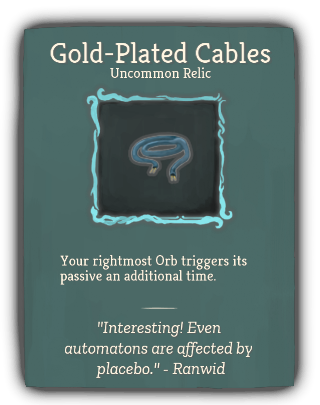 Gold-Plated Cables
Uncommon Relic
Your rightmost Orb triggers its
passive an additional time.
"Interesting! Even
automatons are affected by
placebo." - Ranwid